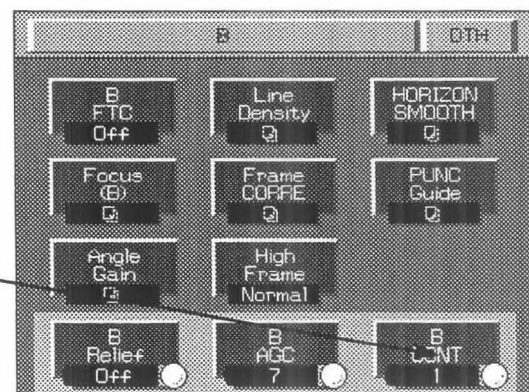 B OTH
B FTC Off
Line Density
HORIZON SMOOTH
Focus (B)
Frame CORRE
PUNC Guide
Angle Gain
High Frame Normal
B Relief Off
B AGC 7
B CONT 1